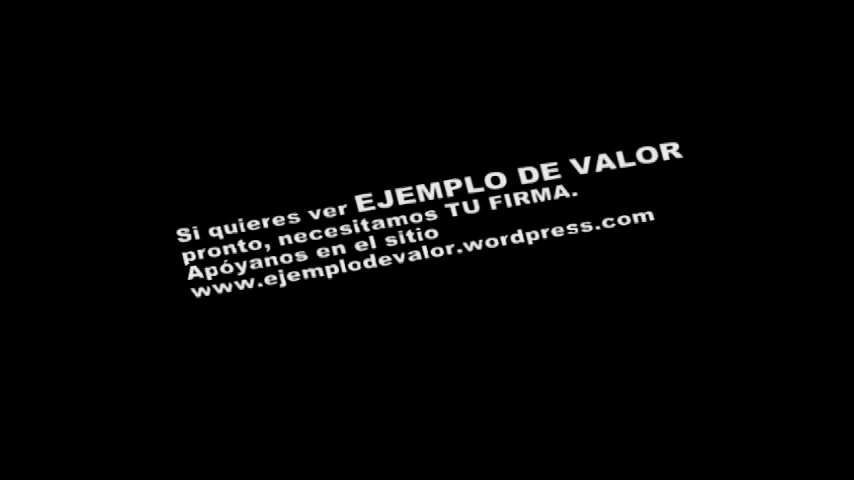 Si quieres ver EJEMPLO DE VALOR
pronto, necesitamos TU FIRMA.
Apóyanos en el sitio
www.ejemplodevalor.wordpress.com